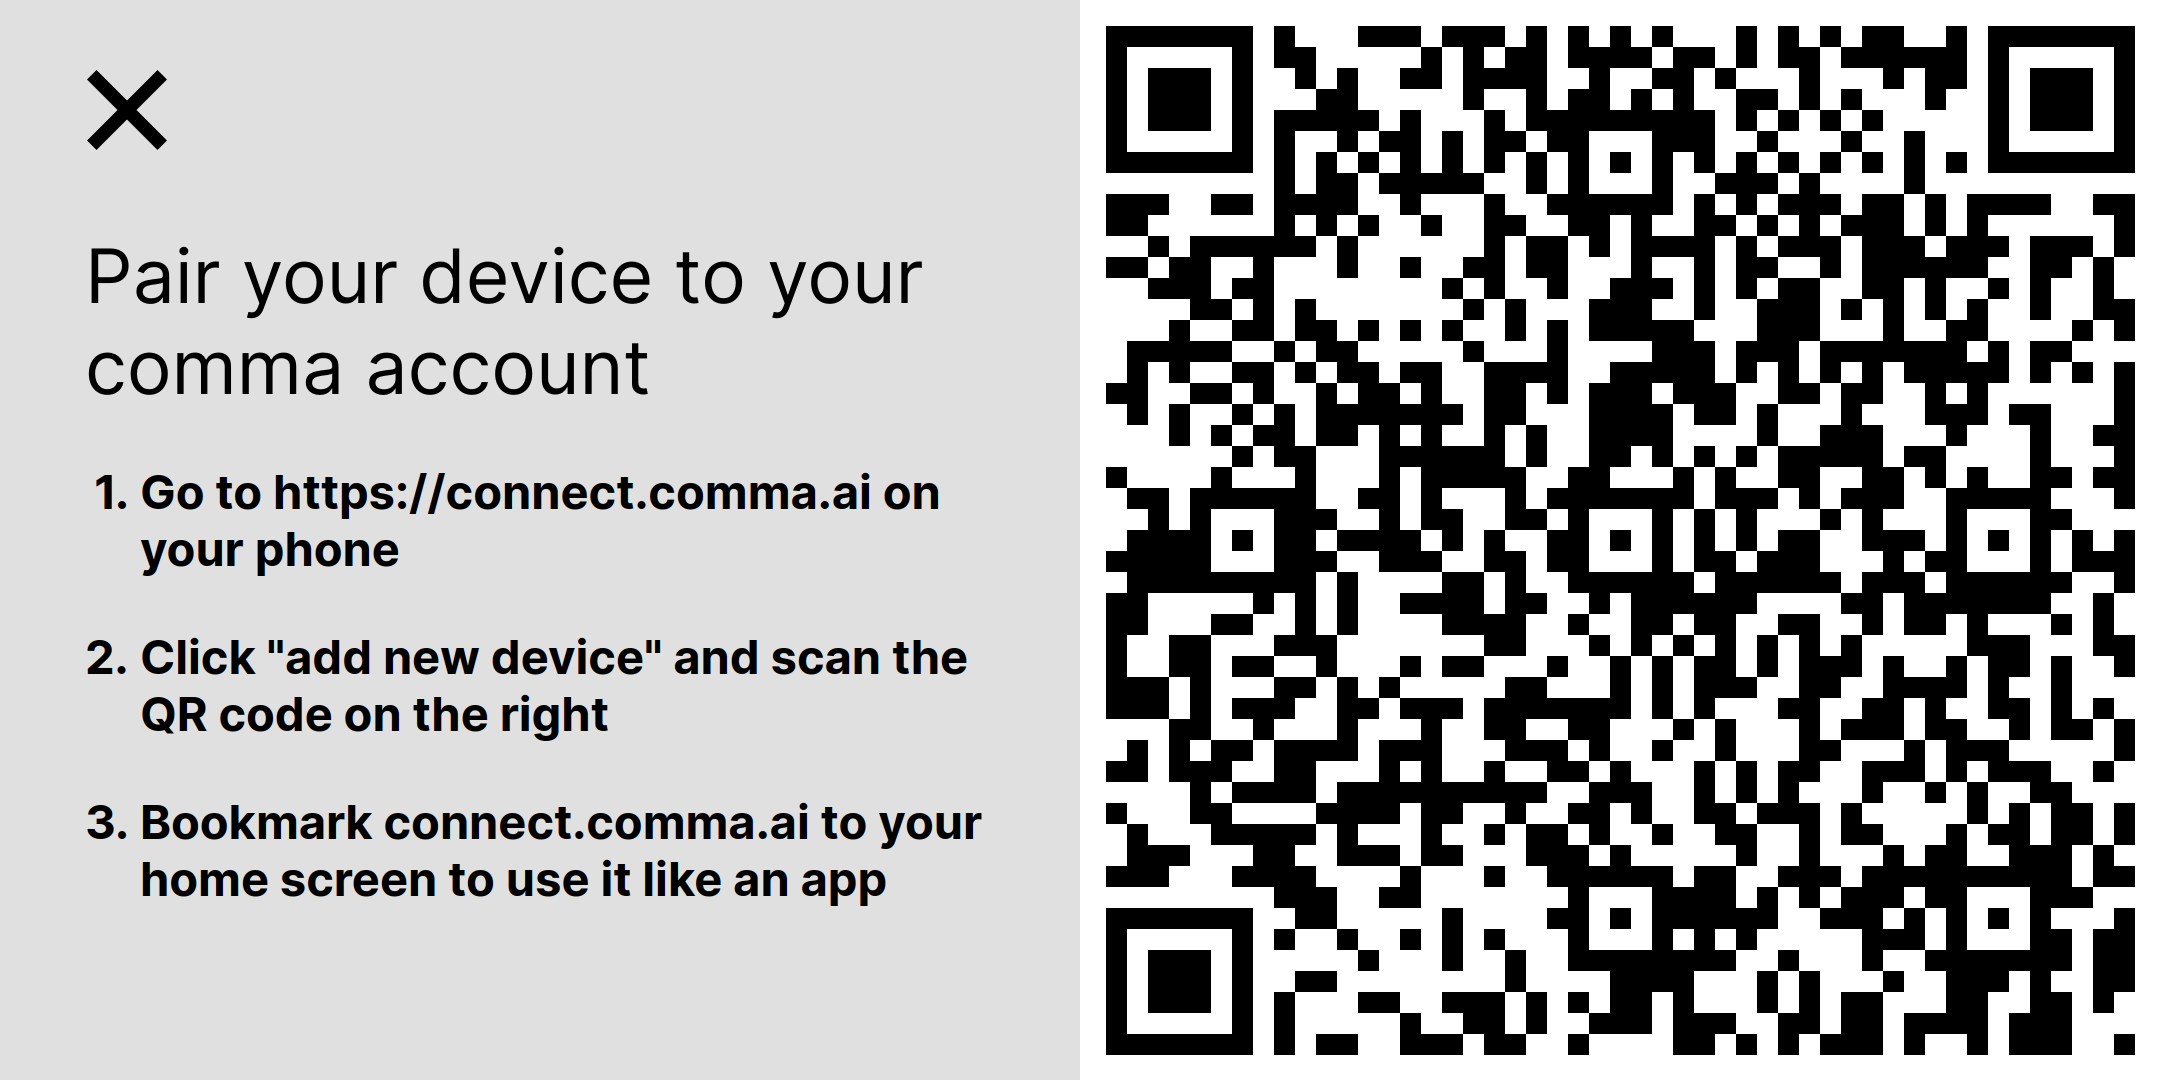 Pair your device to your
comma account
1. Go to https://connect.comma.ai on
your phone
2. Click "add new device" and scan the
QR code on the right
3. Bookmark connect.comma.ai to your
home screen to use it like an app